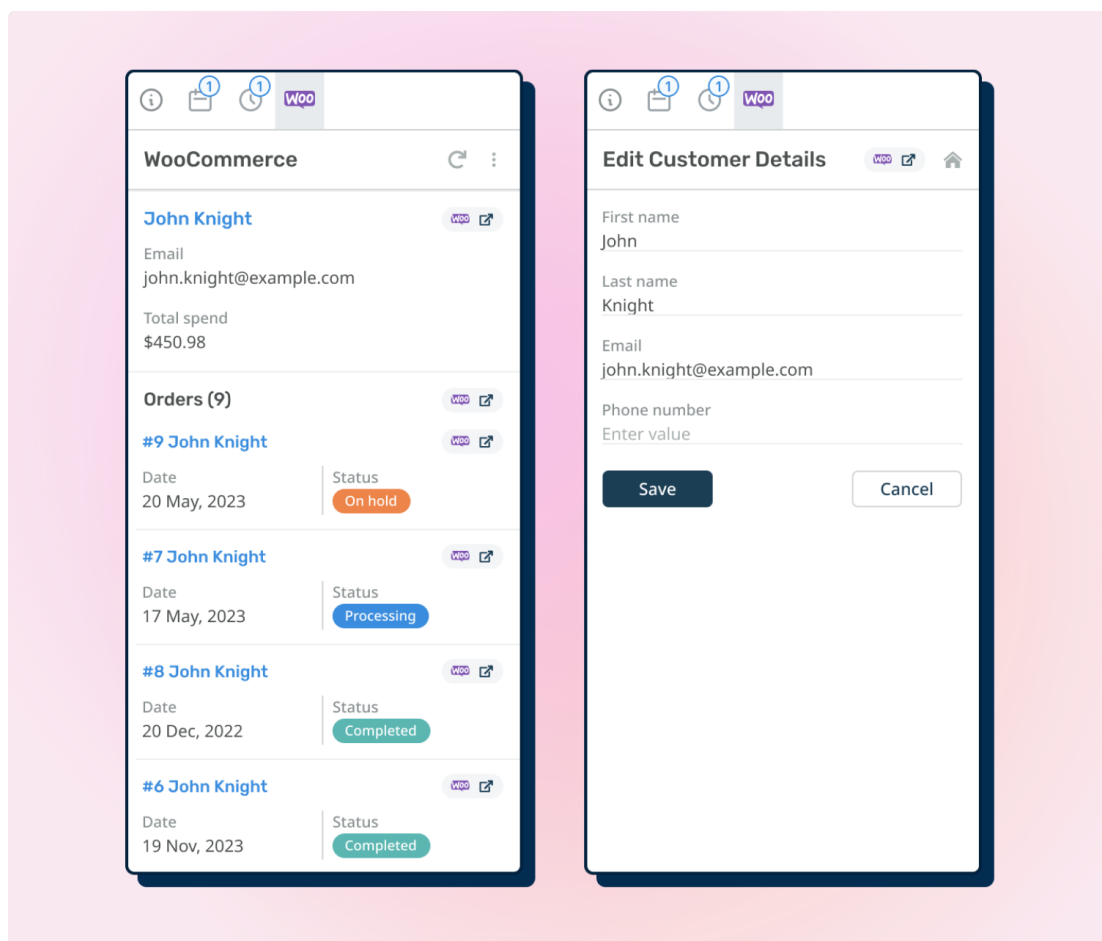 1 1 Woo
WooCommerce
John Knight Woo
Email
john.knight@example.com
Total spend
$450.98
Orders (9) Woo
#9 John Knight Woo
Date Status
20 May, 2023 On hold
#7 John Knight Woo
Date Status
17 May, 2023 Processing
#8 John Knight Woo
Date Status
20 Dec, 2022 Completed
#6 John Knight Woo
Date Status
19 Nov, 2023 Completed
1 1 Woo
Edit Customer Details Woo
First name
John
Last name
Knight
Email
john.knight@example.com
Phone number
Enter value
Save Cancel